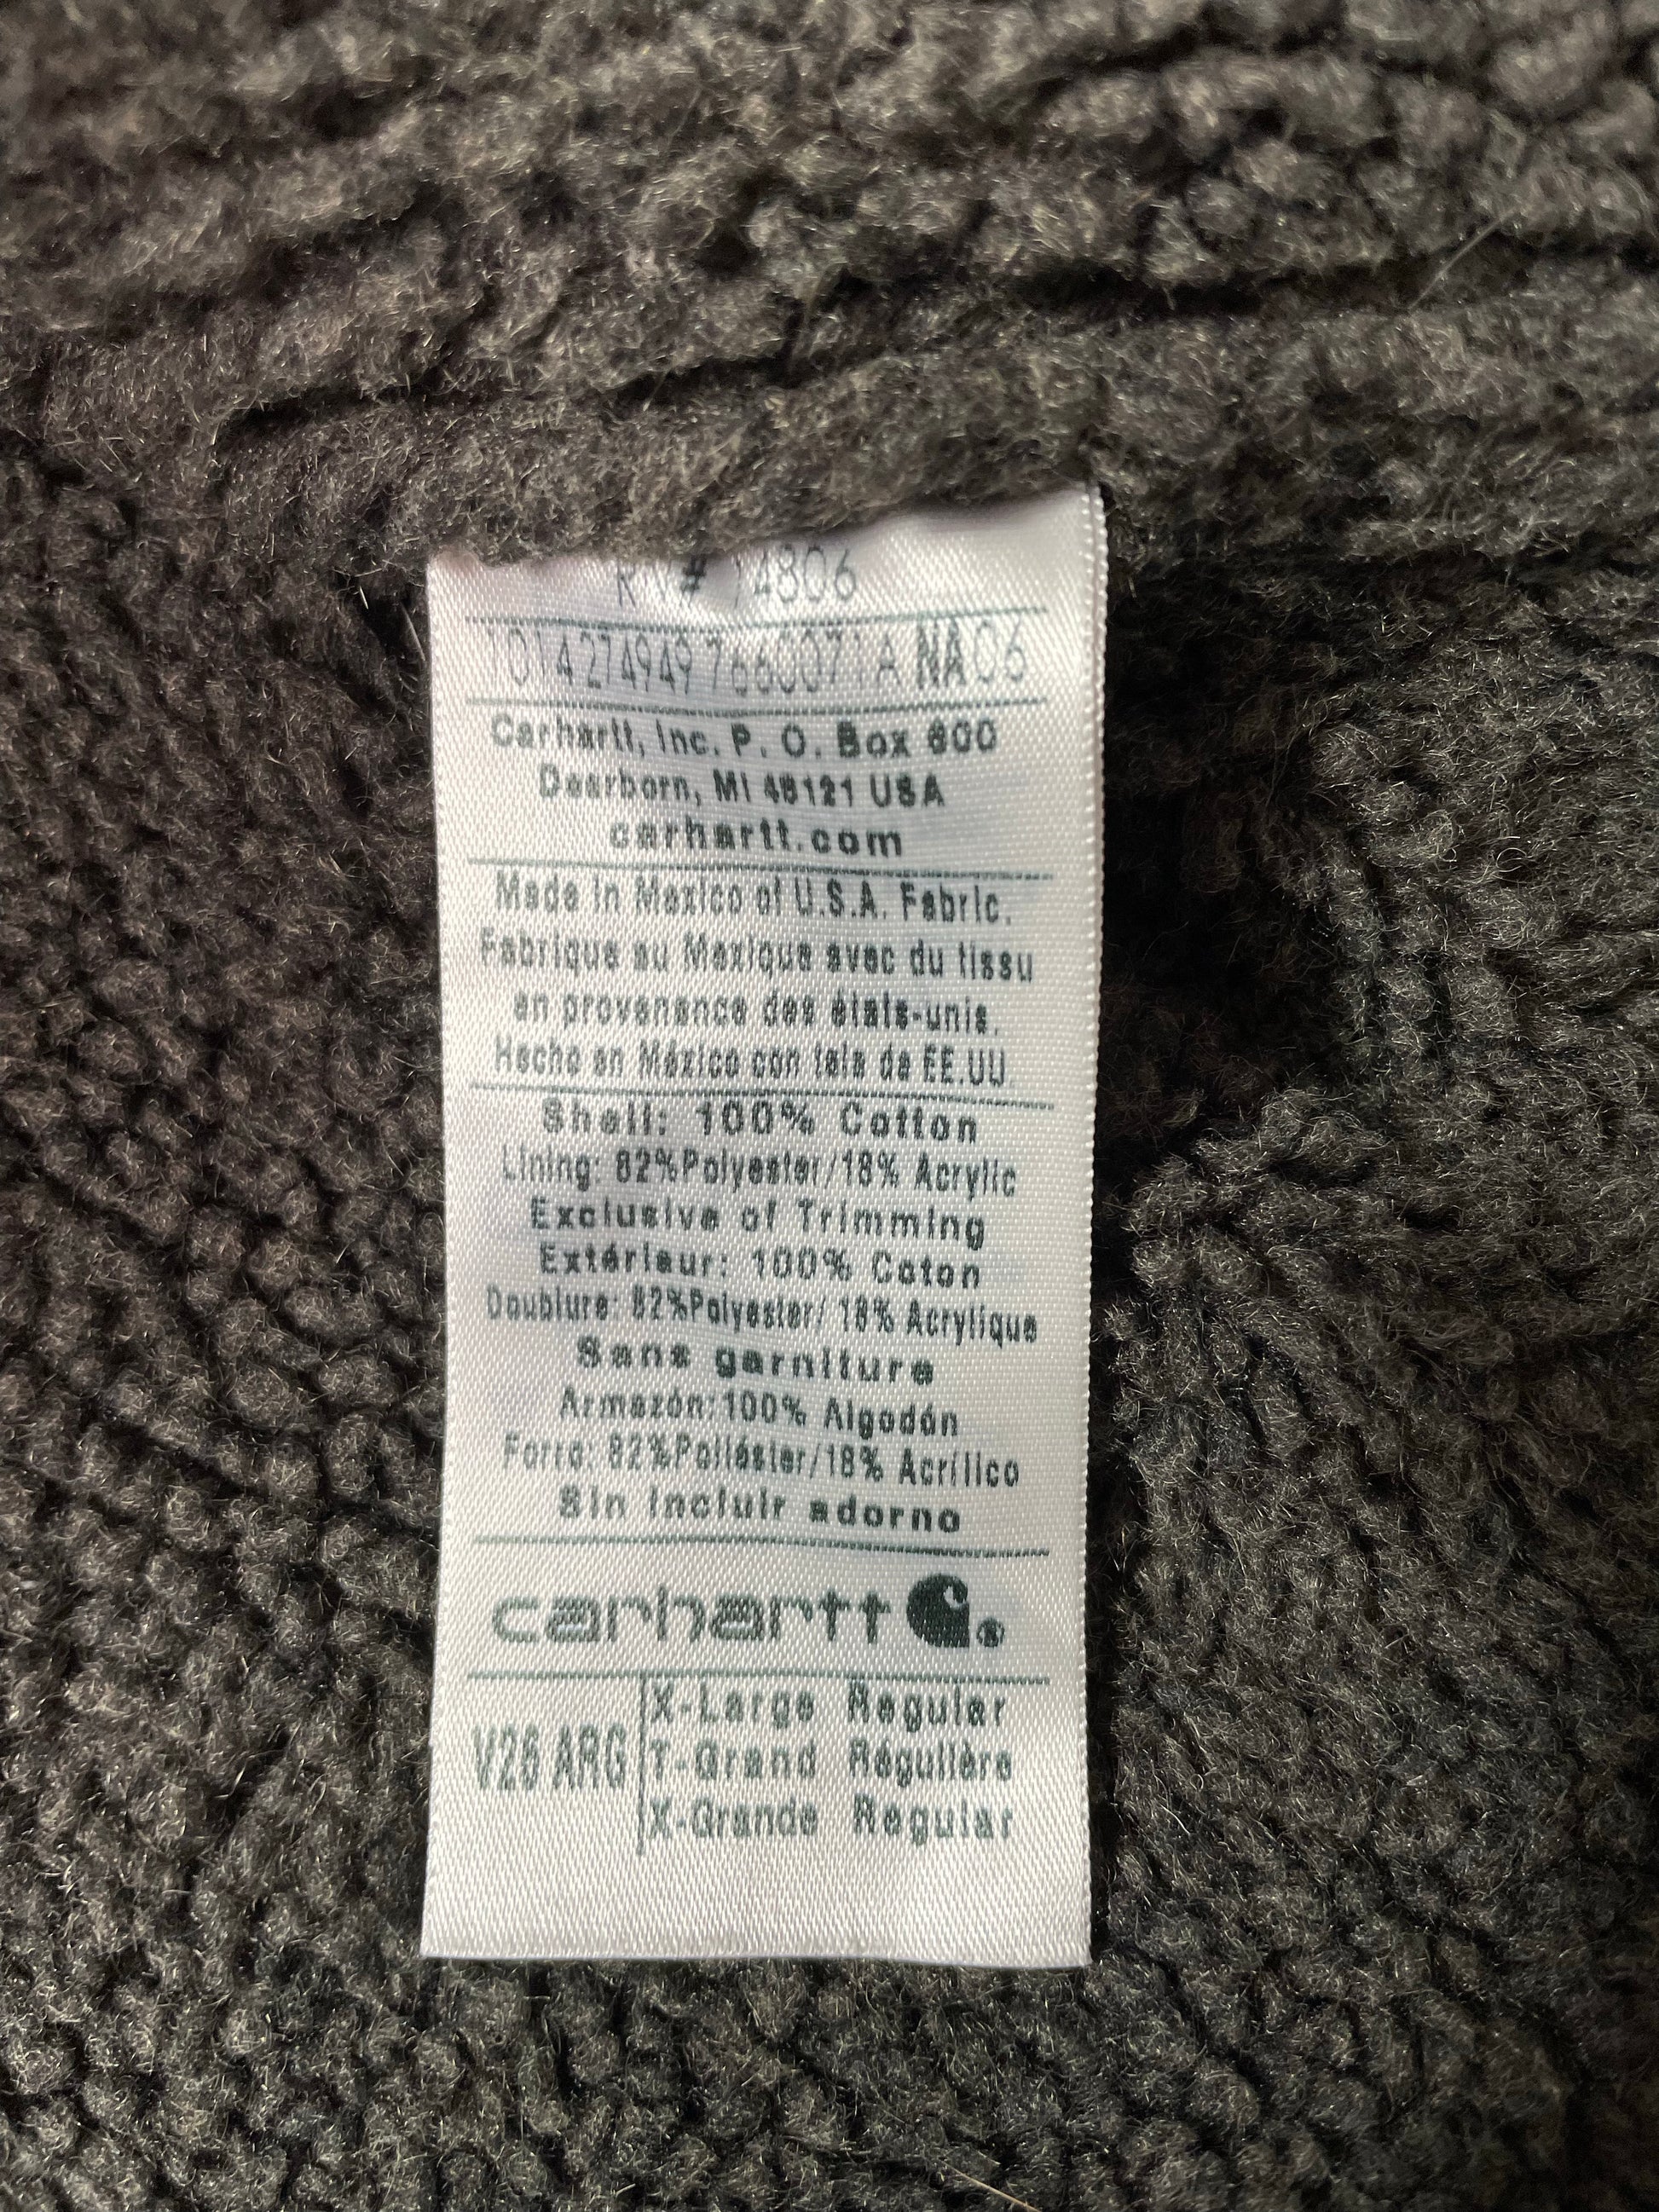 RN# 14806
1014274949 7660071A NA06
Carhartt, Inc. P. O. Box 600
Dearborn, MI 48121 USA
carhartt.com
Made in Mexico of U.S.A. Fabric.
Fabrique au Mexique avec du tissu
en provenance des états-unis.
Hecho en México con tela de EE.UU.
Shell: 100% Cotton
Lining: 82%Polyester/18% Acrylic
Exclusive of Trimming
Extérieur: 100% Coton
Doublure: 82%Polyester/ 18% Acrylique
Sans garniture
Armazón:100% Algodón
Forro: 82%Poliéster/18% Acrílico
Sin incluir adorno
carhartt ®
V28 ARG
X-Large Regular
T-Grand Régulière
X-Grande Regular